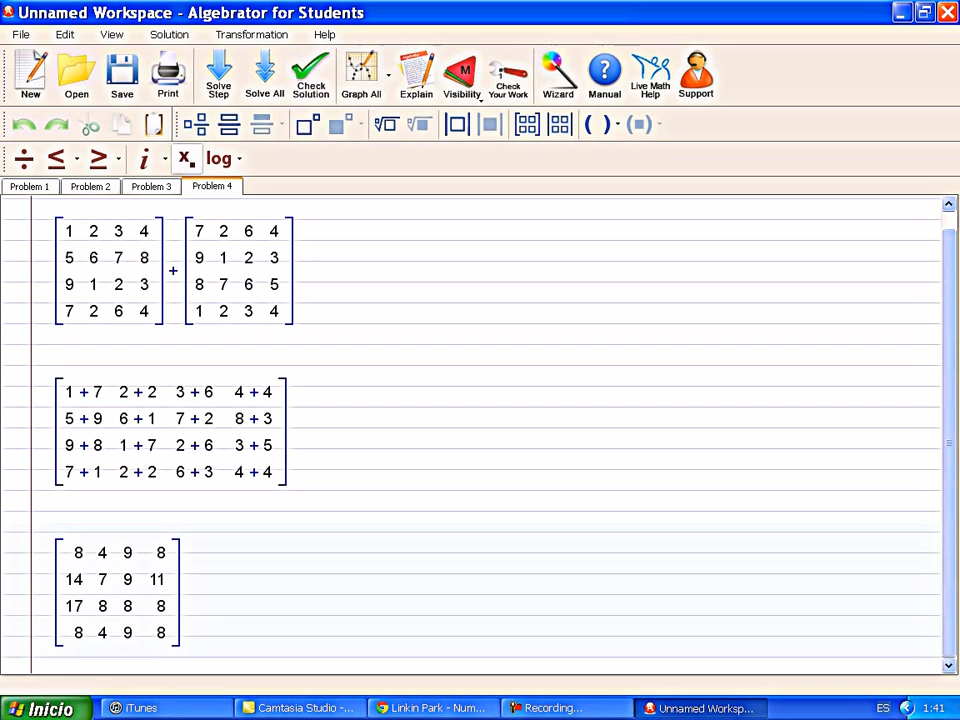 Unnamed Workspace - Algebrator for Students
File Edit View Solution Transformation Help
New Open Save Print Solve Step Solve All Check Solution Graph All Explain Visibility Check Your Work Wizard Manual Live Math Help Support
÷ ≤ ≥ i x. log
Problem 1 Problem 2 Problem 3 Problem 4
1 2 3 4 7 2 6 4
5 6 7 8 9 1 2 3
+
9 1 2 3 8 7 6 5
7 2 6 4 1 2 3 4
1 + 7 2 + 2 3 + 6 4 + 4
5 + 9 6 + 1 7 + 2 8 + 3
9 + 8 1 + 7 2 + 6 3 + 5
7 + 1 2 + 2 6 + 3 4 + 4
8 4 9 8
14 7 9 11
17 8 8 8
8 4 9 8
Inicio iTunes Camtasia Studio -... Linkin Park - Num... Recording... Unnamed Worksp... ES 1:41